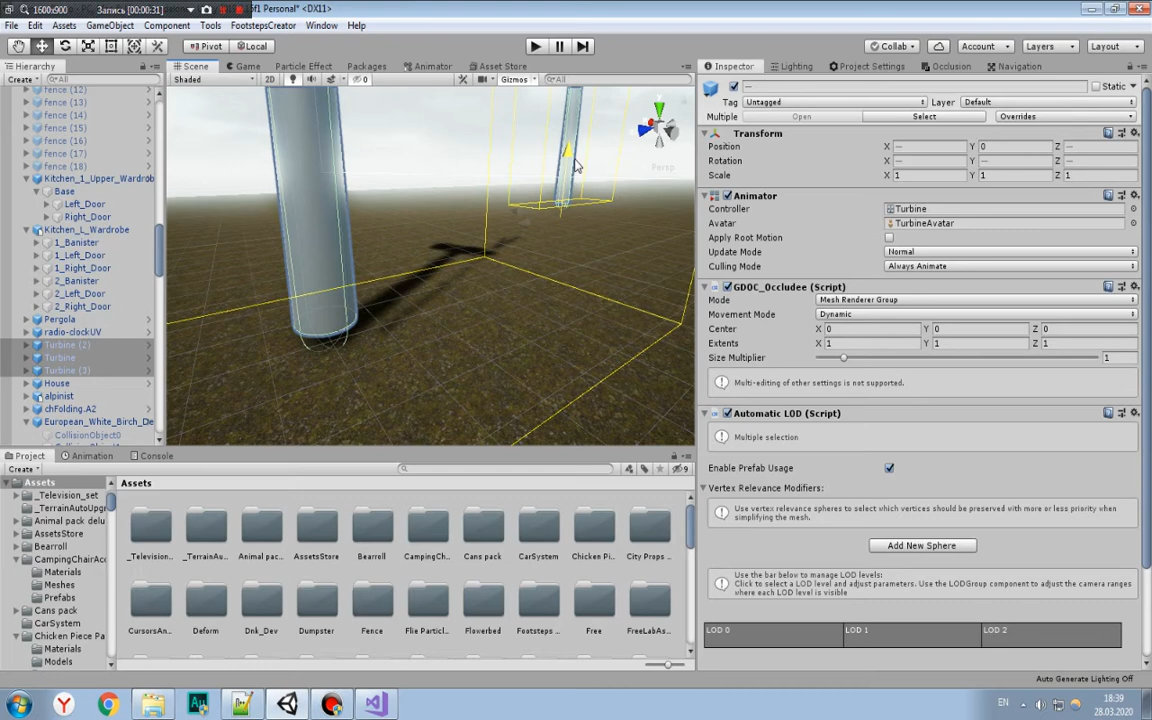 1600x900 Запись [00:00:31]
5f1 Personal* <DX11>
File Edit Assets GameObject Component Tools FootstepsCreator Window Help
Pivot Local Collab Account Layers Layout
Hierarchy
Create All
fence (12)
fence (13)
fence (14)
fence (15)
fence (16)
fence (17)
fence (18)
Kitchen_1_Upper_Wardrob
Base
Left_Door
Right_Door
Kitchen_L_Wardrobe
1_Banister
1_Left_Door
1_Right_Door
2_Banister
2_Left_Door
2_Right_Door
Pergola
radio-clockUV
Turbine (2)
Turbine
Turbine (3)
House
alpinist
chFolding.A2
European_White_Birch_De
CollisionObject0
Scene Game Particle Effect Packages Animator Asset Store
Shaded 2D 0 Gizmos All
Persp
Inspector Lighting Project Settings Occlusion Navigation
— Static
Tag Untagged Layer Default
Multiple Open Select Overrides
Transform
Position X — Y 0 Z —
Rotation X — Y — Z —
Scale X 1 Y 1 Z 1
Animator
Controller Turbine
Avatar TurbineAvatar
Apply Root Motion
Update Mode Normal
Culling Mode Always Animate
GDOC_Occludee (Script)
Mode Mesh Renderer Group
Movement Mode Dynamic
Center X 0 Y 0 Z 0
Extents X 1 Y 1 Z 1
Size Multiplier 1
Multi-editing of other settings is not supported.
Automatic LOD (Script)
Multiple selection
Enable Prefab Usage
Vertex Relevance Modifiers:
Use vertex relevance spheres to select which vertices should be preserved with more or less priority when
simplifying the mesh.
Add New Sphere
Use the bar below to manage LOD levels:
Click to select a LOD level and adjust parameters. Use the LODGroup component to adjust the camera ranges
where each LOD level is visible
LOD 0 LOD 1 LOD 2
Auto Generate Lighting Off
Project Animation Console
Create 9
Assets
_Television_set
_TerrainAutoUpgr
Animal pack delu
AssetsStore
Bearroll
CampingChairAce
Materials
Meshes
Prefabs
Cans pack
CarSystem
Chicken Piece Pa
Materials
Models
Assets
_Television... _TerrainAu... Animal pac... AssetsStore Bearroll CampingCh... Cans pack CarSystem Chicken Pi... City Props ...
CursorsAn... Deform Dnk_Dev Dumpster Fence Flie Particl... Flowerbed Footsteps ... Free FreeLabAs...
EN 18:39
28.03.2020